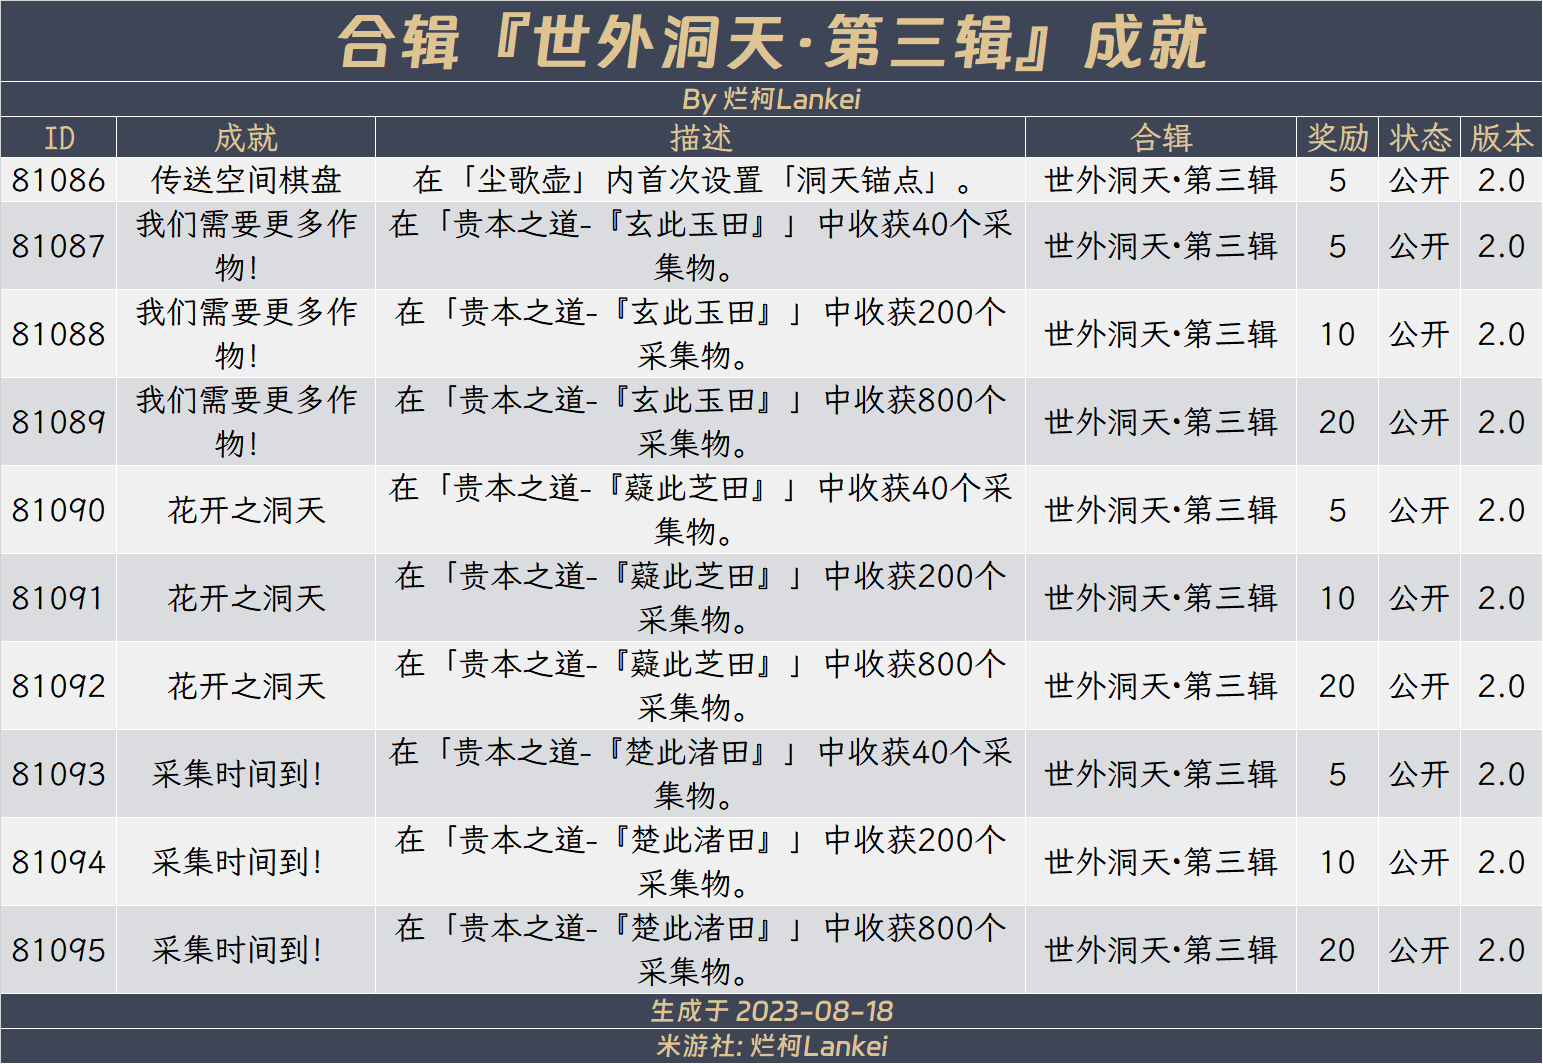 合辑『世外洞天·第三辑』成就
By 烂柯Lankei
ID 成就 描述 合辑 奖励 状态 版本
81086 传送空间棋盘 在「尘歌壶」内首次设置「洞天锚点」。 世外洞天·第三辑 5 公开 2.0
81087 我们需要更多作
物！ 在「贵本之道-『玄此玉田』」中收获40个采
集物。 世外洞天·第三辑 5 公开 2.0
81088 我们需要更多作
物！ 在「贵本之道-『玄此玉田』」中收获200个
采集物。 世外洞天·第三辑 10 公开 2.0
81089 我们需要更多作
物！ 在「贵本之道-『玄此玉田』」中收获800个
采集物。 世外洞天·第三辑 20 公开 2.0
81090 花开之洞天 在「贵本之道-『薿此芝田』」中收获40个采
集物。 世外洞天·第三辑 5 公开 2.0
81091 花开之洞天 在「贵本之道-『薿此芝田』」中收获200个
采集物。 世外洞天·第三辑 10 公开 2.0
81092 花开之洞天 在「贵本之道-『薿此芝田』」中收获800个
采集物。 世外洞天·第三辑 20 公开 2.0
81093 采集时间到！ 在「贵本之道-『楚此渚田』」中收获40个采
集物。 世外洞天·第三辑 5 公开 2.0
81094 采集时间到！ 在「贵本之道-『楚此渚田』」中收获200个
采集物。 世外洞天·第三辑 10 公开 2.0
81095 采集时间到！ 在「贵本之道-『楚此渚田』」中收获800个
采集物。 世外洞天·第三辑 20 公开 2.0
生成于 2023-08-18
米游社: 烂柯Lankei